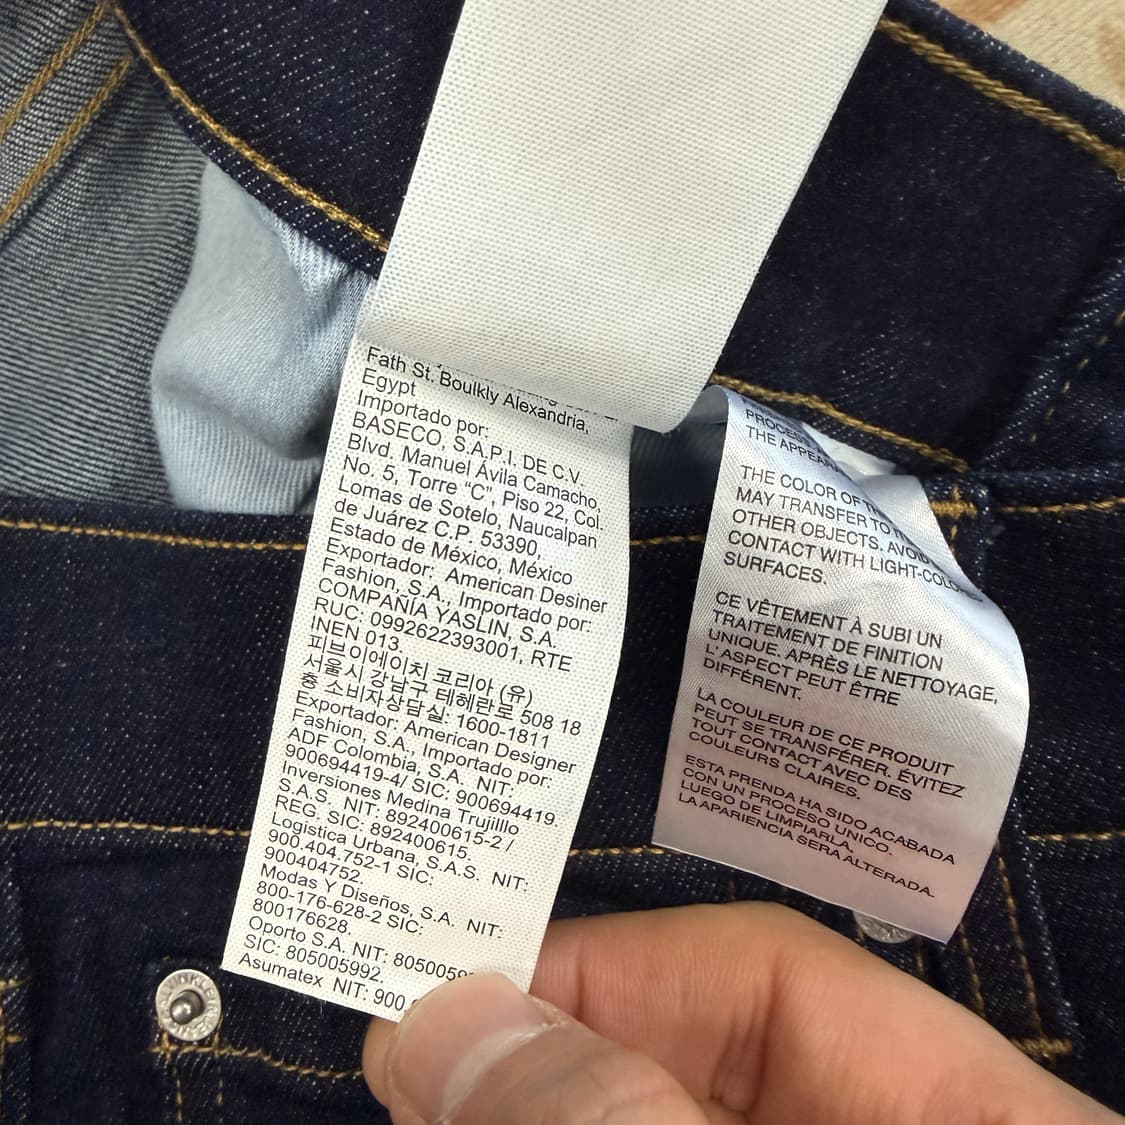 Fath St. Boulkly Alexandria,
Egypt
Importado por:
BASECO, S.A.P.I. DE C.V.
Blvd. Manuel Ávila Camacho,
No. 5, Torre “C”, Piso 22, Col.
Lomas de Sotelo, Naucalpan
de Juárez C.P. 53390,
Estado de México, México
Exportador: American Desiner
Fashion, S.A., Importado por:
COMPAÑÍA YASLIN, S.A.
RUC: 0992622393001, RTE
INEN 013.
피브이에이치 코리아 (유)
서울시 강남구 테헤란로 508 18
층 소비자상담실: 1600-1811
Exportador: American Designer
Fashion, S.A., Importado por:
ADF Colombia, S.A. NIT:
900694419-4/ SIC: 900694419.
Inversiones Medina Trujilllo
S.A.S. NIT: 892400615-2 /
REG. SIC: 892400615.
Logistica Urbana, S.A.S. NIT:
900.404.752-1 SIC:
900404752.
Modas Y Diseños, S.A. NIT:
800-176-628-2 SIC:
800176628.
Oporto S.A. NIT:
SIC: 805005992.
Asumatex NIT: 900
THE COLOR OF
MAY TRANSFER TO
OTHER OBJECTS. AVOID
CONTACT WITH
SURFACES.
CE VÊTEMENT À SUBI UN
TRAITEMENT DE FINITION
UNIQUE. APRÈS LE NETTOYAGE,
L'ASPECT PEUT ÊTRE
DIFFÉRENT.
LA COULEUR DE CE PRODUIT
PEUT SE TRANSFÉRER. ÉVITEZ
TOUT CONTACT AVEC DES
COULEURS CLAIRES.
ESTA PRENDA HA SIDO ACABADA
CON UN PROCESO UNICO.
LUEGO DE LIMPIARLA,
LA APARIENCIA SERA ALTERADA.